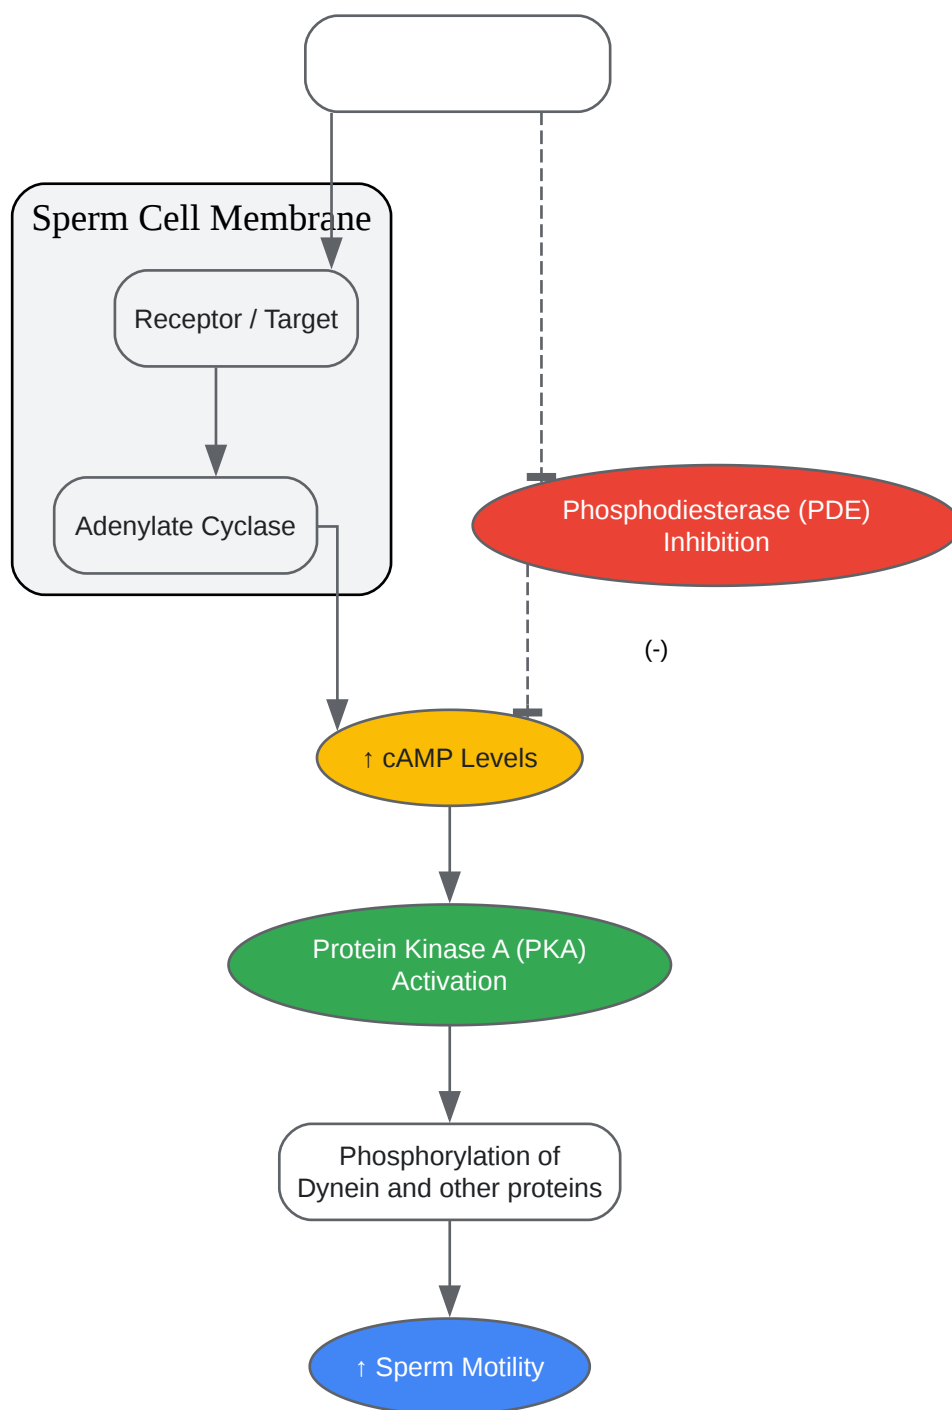 Sperm Cell Membrane
Receptor / Target
Adenylate Cyclase
Phosphodiesterase (PDE)
Inhibition
(-)
↑ cAMP Levels
Protein Kinase A (PKA)
Activation
Phosphorylation of
Dynein and other proteins
↑ Sperm Motility